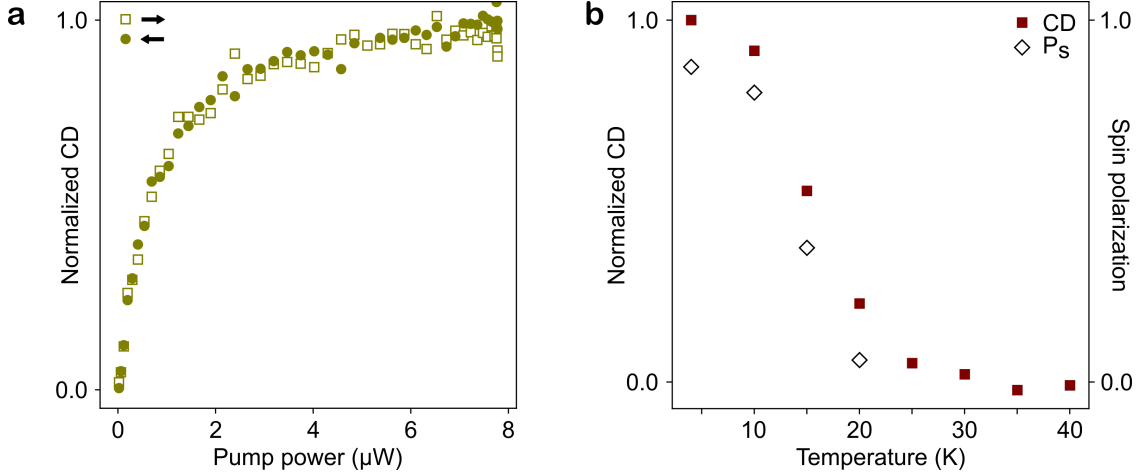 a
Normalized CD
1.0
0.0
0
2
4
6
8
Pump power (µW)
b
Normalized CD
1.0
0.0
CD
Ps
1.0
0.0
Spin polarization
10
20
30
40
Temperature (K)